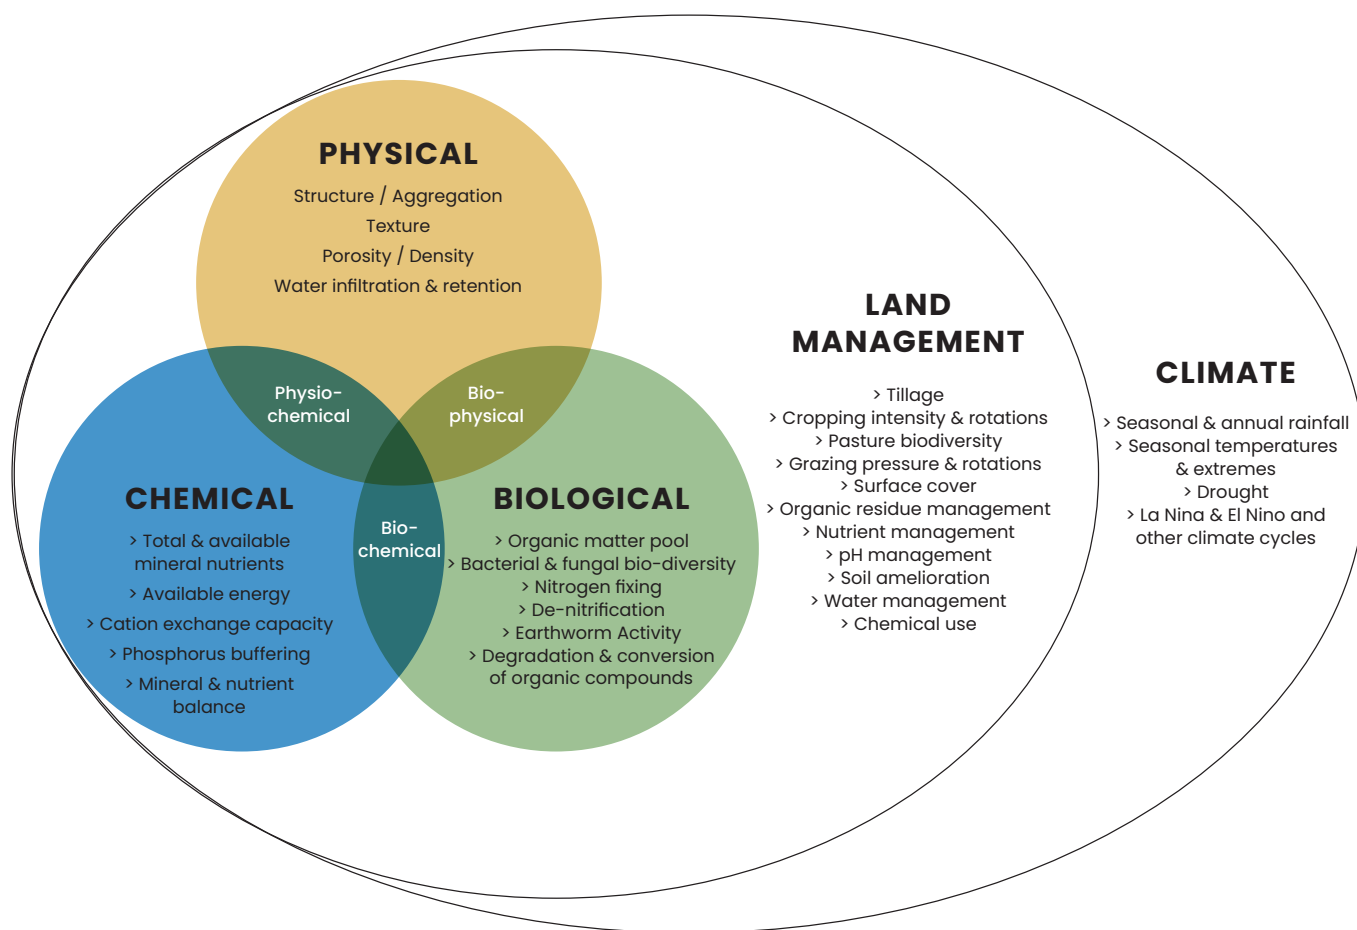 PHYSICAL
Structure / Aggregation
Texture
Porosity / Density
Water infiltration & retention
Physio-
chemical
Bio-
physical
CHEMICAL
> Total & available
mineral nutrients
> Available energy
> Cation exchange capacity
> Phosphorus buffering
> Mineral & nutrient
balance
Bio-
chemical
BIOLOGICAL
> Organic matter pool
> Bacterial & fungal bio-diversity
> Nitrogen fixing
> De-nitrification
> Earthworm Activity
> Degradation & conversion
of organic compounds
LAND
MANAGEMENT
> Tillage
> Cropping intensity & rotations
> Pasture biodiversity
> Grazing pressure & rotations
> Surface cover
> Organic residue management
> Nutrient management
> pH management
> Soil amelioration
> Water management
> Chemical use
CLIMATE
> Seasonal & annual rainfall
> Seasonal temperatures
& extremes
> Drought
> La Nina & El Nino and
other climate cycles